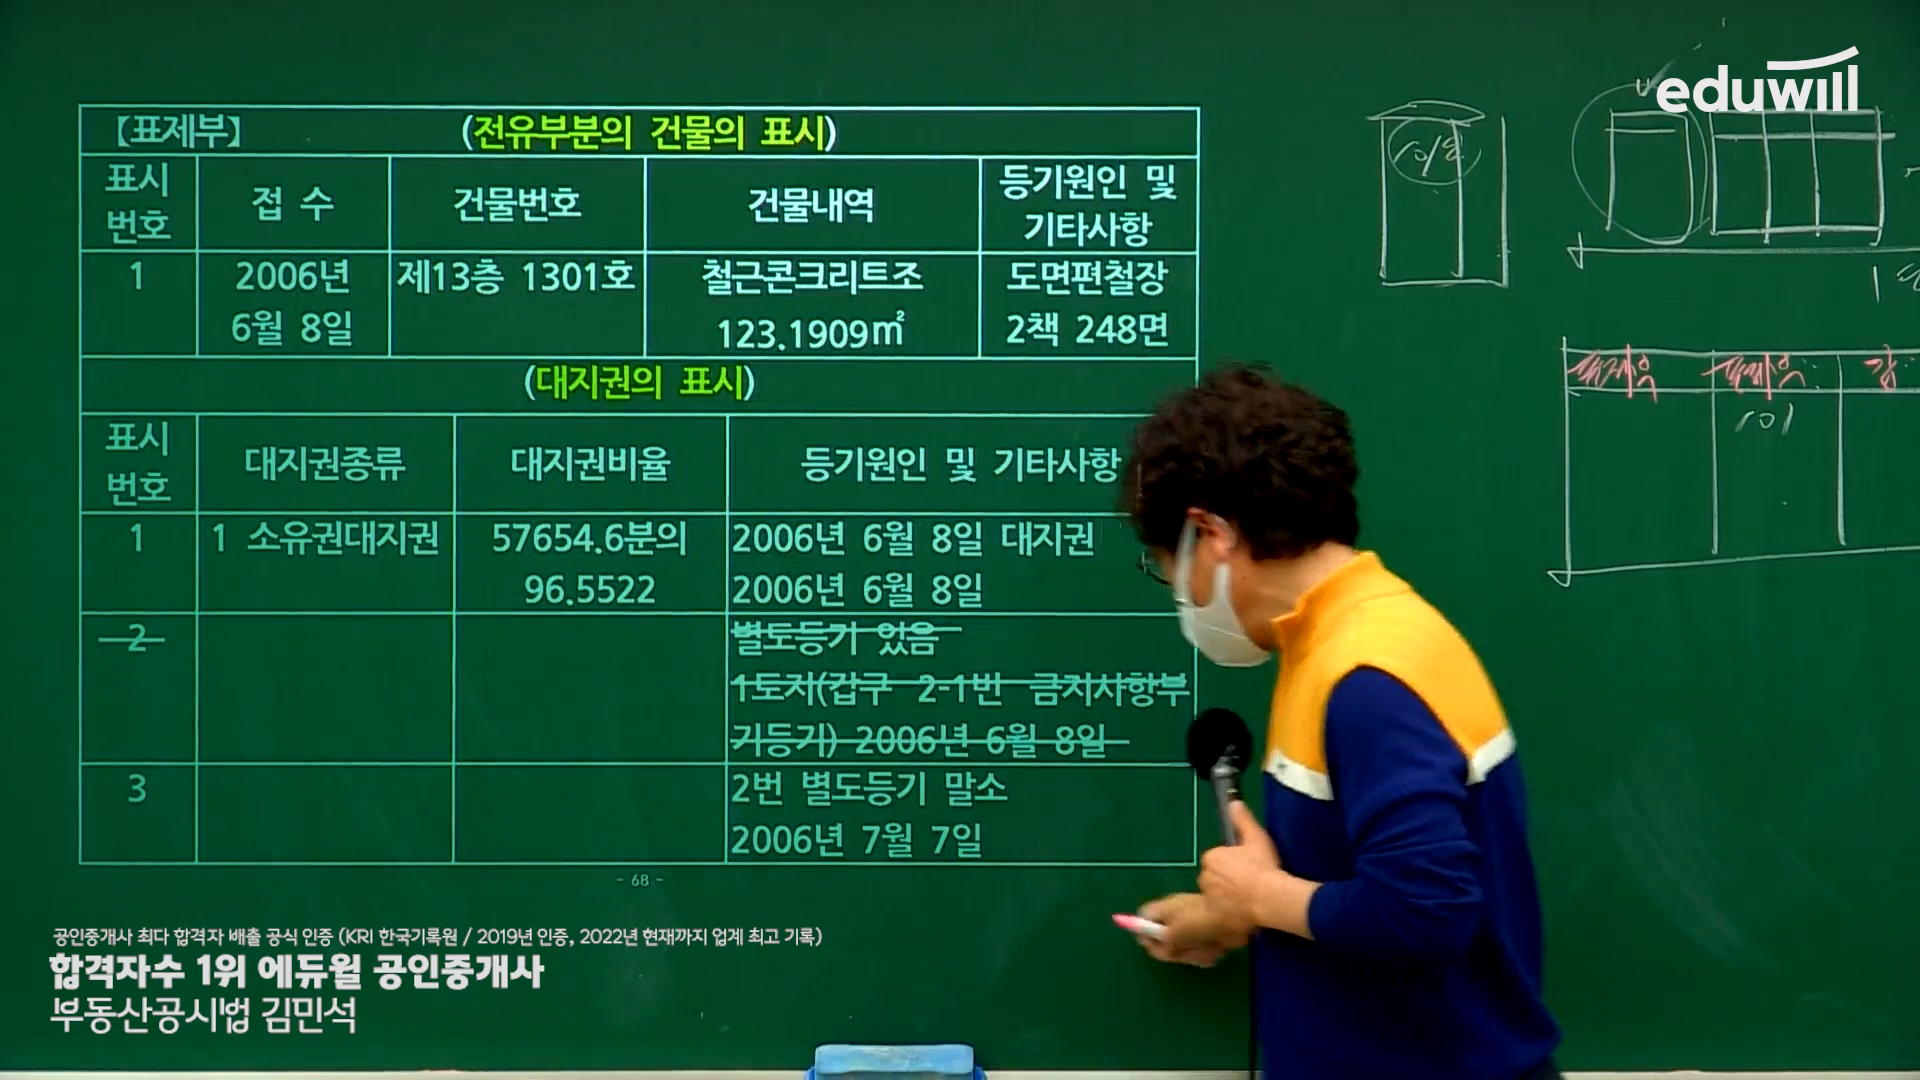 eduwill
【표제부】 (전유부분의 건물의 표시)
표시 번호 접 수 건물번호 건물내역 등기원인 및 기타사항
1 2006년 6월 8일 제13층 1301호 철근콘크리트조 123.1909㎡ 도면편철장 2책 248면
(대지권의 표시)
표시 번호 대지권종류 대지권비율 등기원인 및 기타사항
1 1 소유권대지권 57654.6분의 96.5522 2006년 6월 8일 대지권 2006년 6월 8일
2 별도등기 있음
1토지(갑구 2-1번 금지사항부
기등기) 2006년 6월 8일
3 2번 별도등기 말소
2006년 7월 7일
- 68 -
101
공인중개사 최다 합격자 배출 공식 인증 (KRI 한국기록원 / 2019년 인증, 2022년 현재까지 업계 최고 기록)
합격자수 1위 에듀윌 공인중개사
부동산공시법 김민석